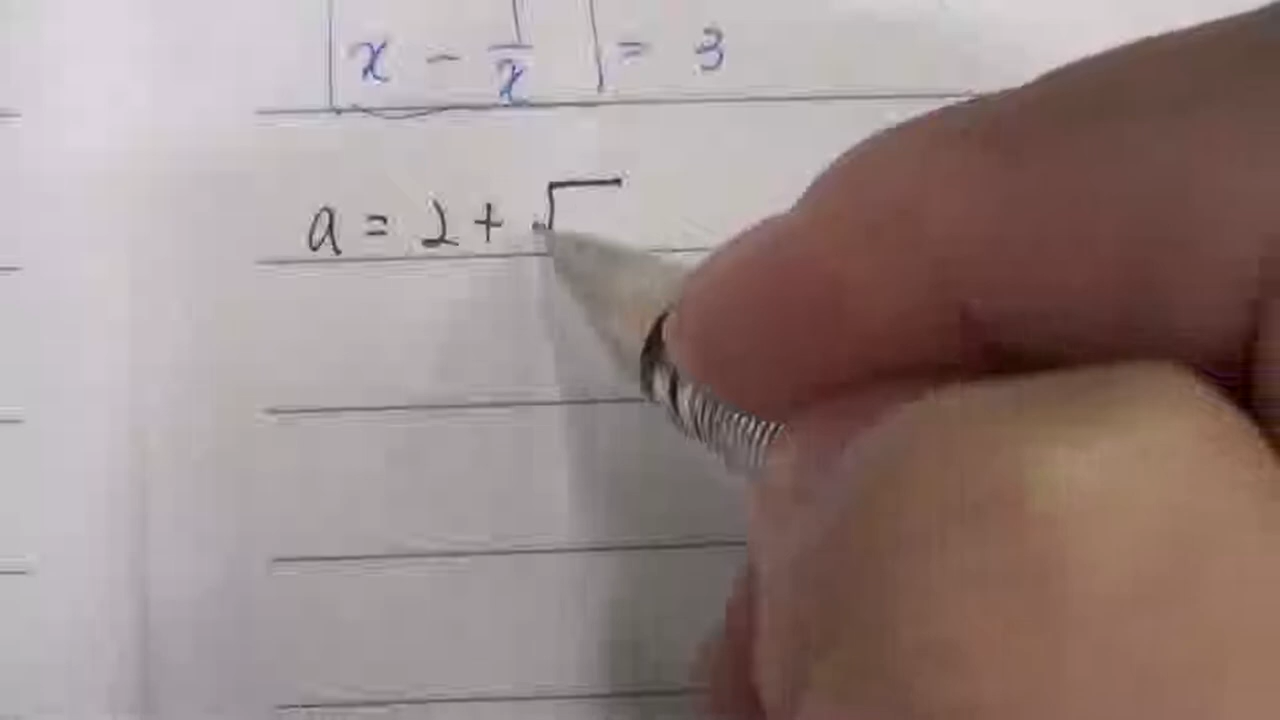 x - 1/x = 3
a = 2 + √